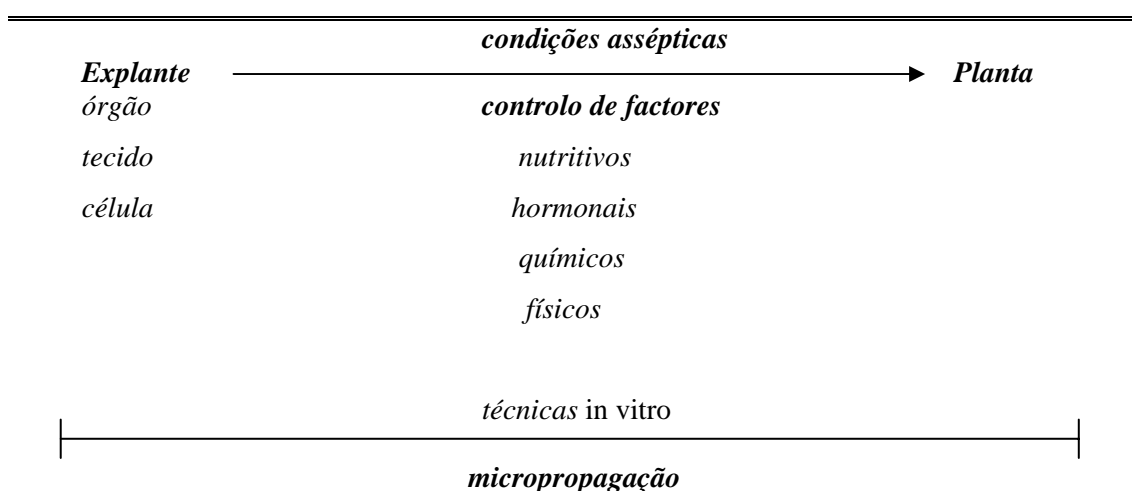 condições assépticas
Explante Planta
órgão controlo de factores
tecido nutritivos
célula hormonais
químicos
físicos
técnicas in vitro
micropropagação